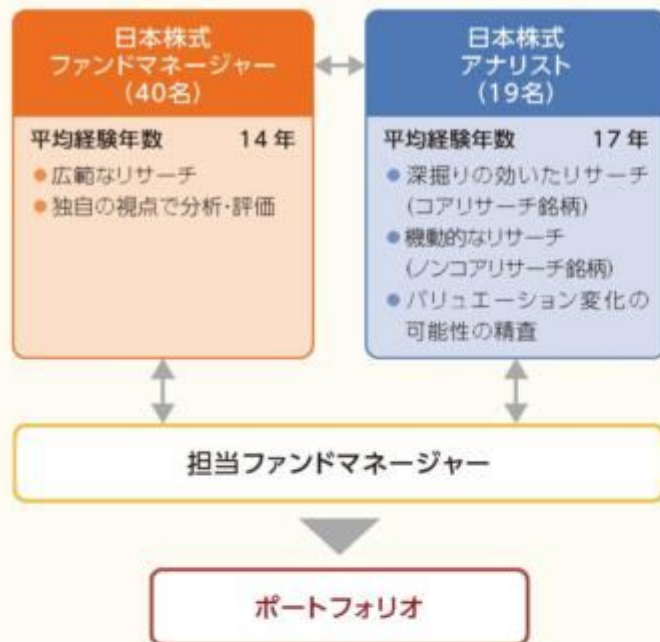 日本株式
ファンドマネージャー
(40名)
平均経験年数 14年
●広範なリサーチ
●独自の視点で分析・評価
日本株式
アナリスト
(19名)
平均経験年数 17年
●深掘りの効いたリサーチ
(コアリサーチ銘柄)
●機動的なリサーチ
(ノンコアリサーチ銘柄)
●バリュエーション変化の
可能性の精査
担当ファンドマネージャー
ポートフォリオ